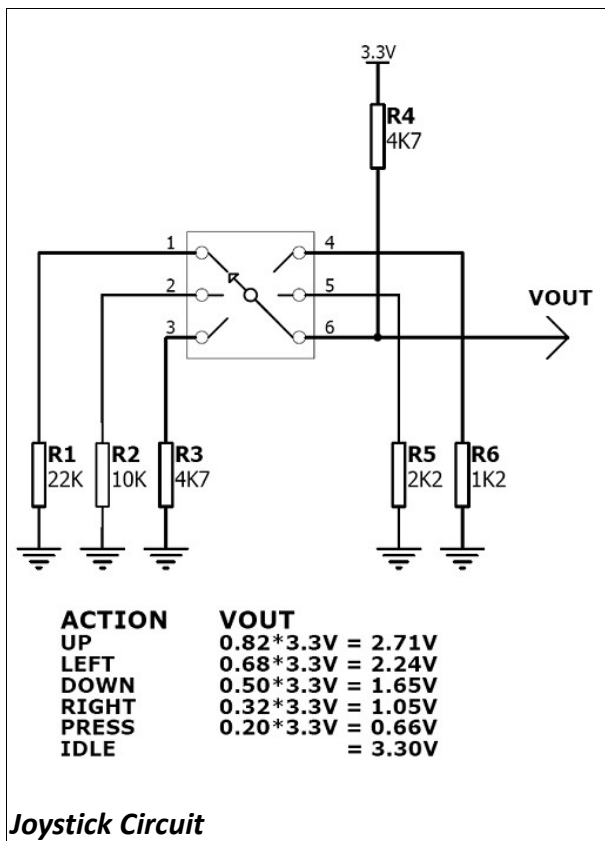 3.3V
R4
4K7
1
4
2
5
VOUT
3
6
R1
22K
R2
10K
R3
4K7
R5
2K2
R6
1K2
ACTION VOUT
UP 0.82*3.3V = 2.71V
LEFT 0.68*3.3V = 2.24V
DOWN 0.50*3.3V = 1.65V
RIGHT 0.32*3.3V = 1.05V
PRESS 0.20*3.3V = 0.66V
IDLE = 3.30V
Joystick Circuit